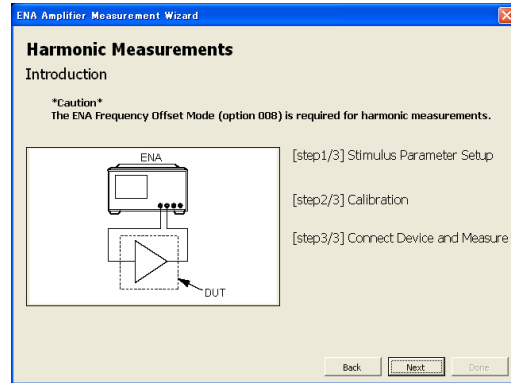 ENA Amplifier Measurement Wizard
Harmonic Measurements
Introduction
*Caution*
The ENA Frequency Offset Mode (option 008) is required for harmonic measurements.
ENA
DUT
[step1/3] Stimulus Parameter Setup
[step2/3] Calibration
[step3/3] Connect Device and Measure
Back
Next
Done